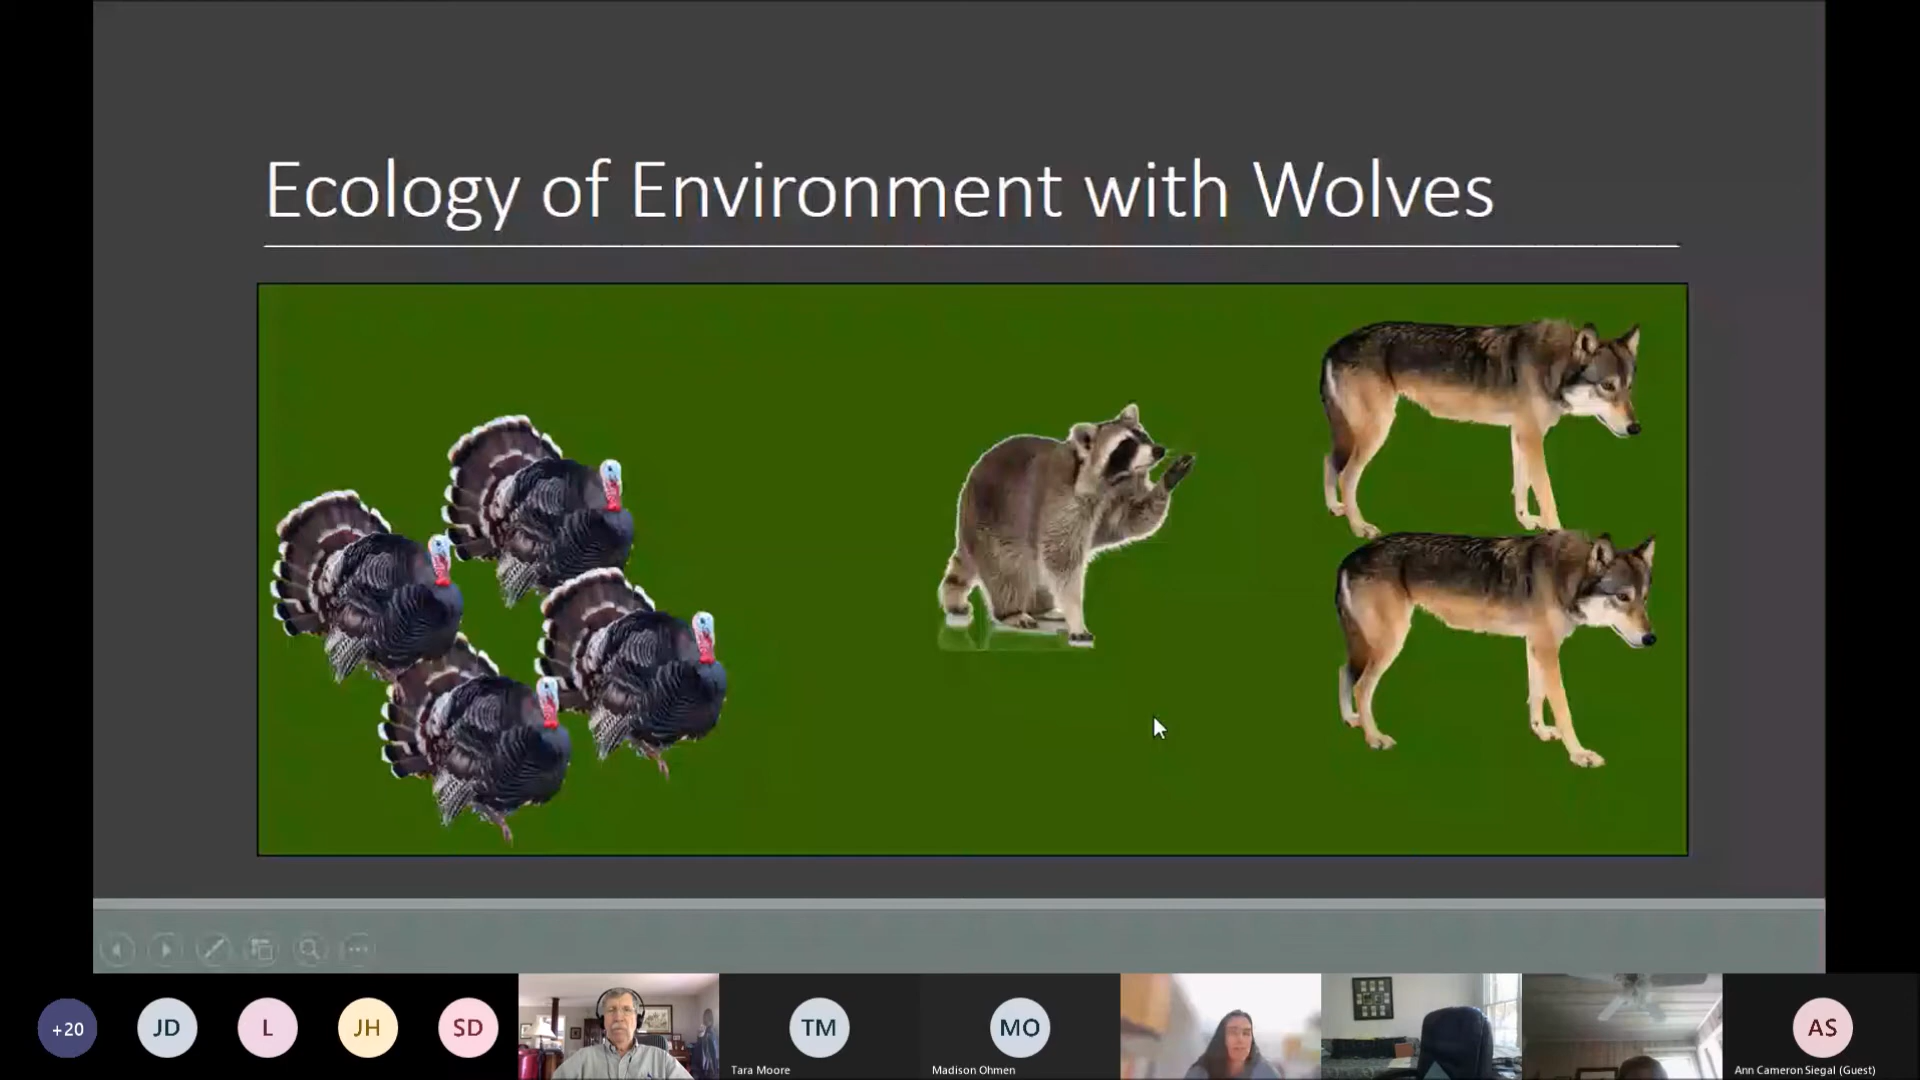 Ecology of Environment with Wolves
+20
JD
L
JH
SD
TM
Tara Moore
MO
Madison Ohmen
AS
Ann Cameron Siegal (Guest)